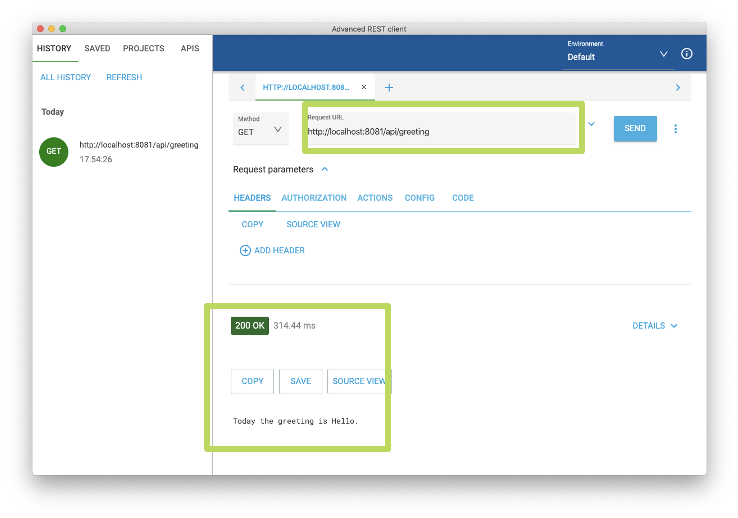 Advanced REST client
HISTORY SAVED PROJECTS APIS
ALL HISTORY REFRESH
Today
GET http://localhost:8081/api/greeting
17:54:26
Environment
Default
HTTP://LOCALHOST:808...
Method
GET
Request URL
http://localhost:8081/api/greeting
SEND
Request parameters
HEADERS AUTHORIZATION ACTIONS CONFIG CODE
COPY SOURCE VIEW
ADD HEADER
200 OK 314.44 ms
DETAILS
COPY SAVE SOURCE VIEW
Today the greeting is Hello.